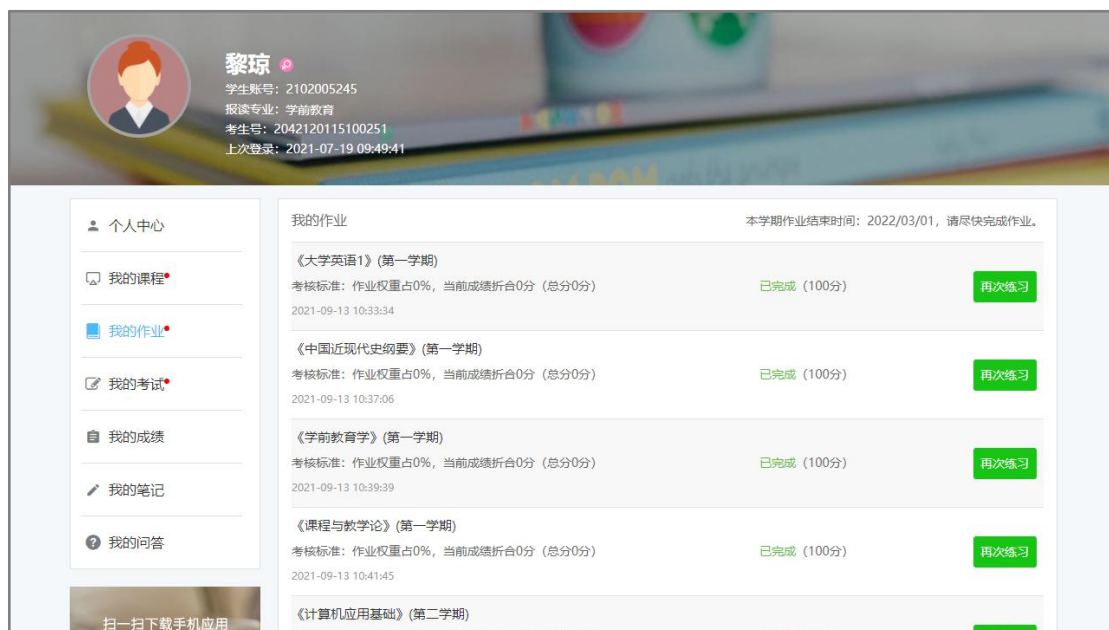 黎琼
学生账号：2102005245
报读专业：学前教育
考生号：2042120115100251
上次登录：2021-07-19 09:49:41
个人中心
我的课程
我的作业
我的考试
我的成绩
我的笔记
我的问答
扫一扫下载手机应用
我的作业 本学期作业结束时间：2022/03/01，请尽快完成作业。
《大学英语1》(第一学期)
考核标准：作业权重占0%，当前成绩折合0分（总分0分） 已完成（100分） 再次练习
2021-09-13 10:33:34
《中国近现代史纲要》(第一学期)
考核标准：作业权重占0%，当前成绩折合0分（总分0分） 已完成（100分） 再次练习
2021-09-13 10:37:06
《学前教育学》(第一学期)
考核标准：作业权重占0%，当前成绩折合0分（总分0分） 已完成（100分） 再次练习
2021-09-13 10:39:39
《课程与教学论》(第一学期)
考核标准：作业权重占0%，当前成绩折合0分（总分0分） 已完成（100分） 再次练习
2021-09-13 10:41:45
《计算机应用基础》(第二学期)